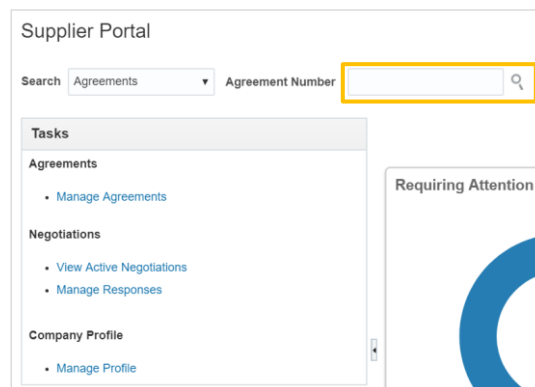 Supplier Portal
Search Agreements Agreement Number
Tasks
Agreements
Manage Agreements
Requiring Attention
Negotiations
View Active Negotiations
Manage Responses
Company Profile
Manage Profile